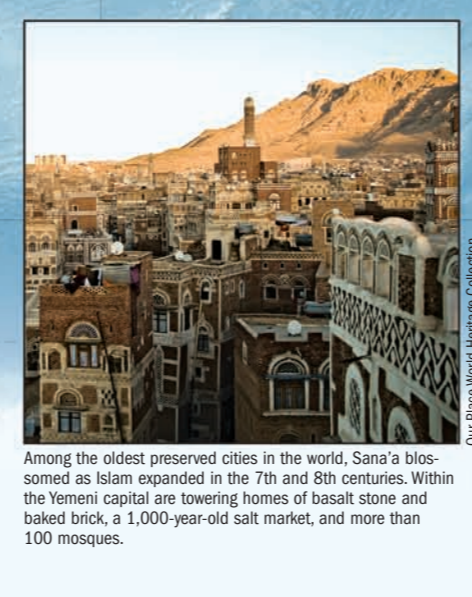 Our Place World Heritage Collection
Among the oldest preserved cities in the world, Sana’a blos-
somed as Islam expanded in the 7th and 8th centuries. Within
the Yemeni capital are towering homes of basalt stone and
baked brick, a 1,000-year-old salt market, and more than
100 mosques.